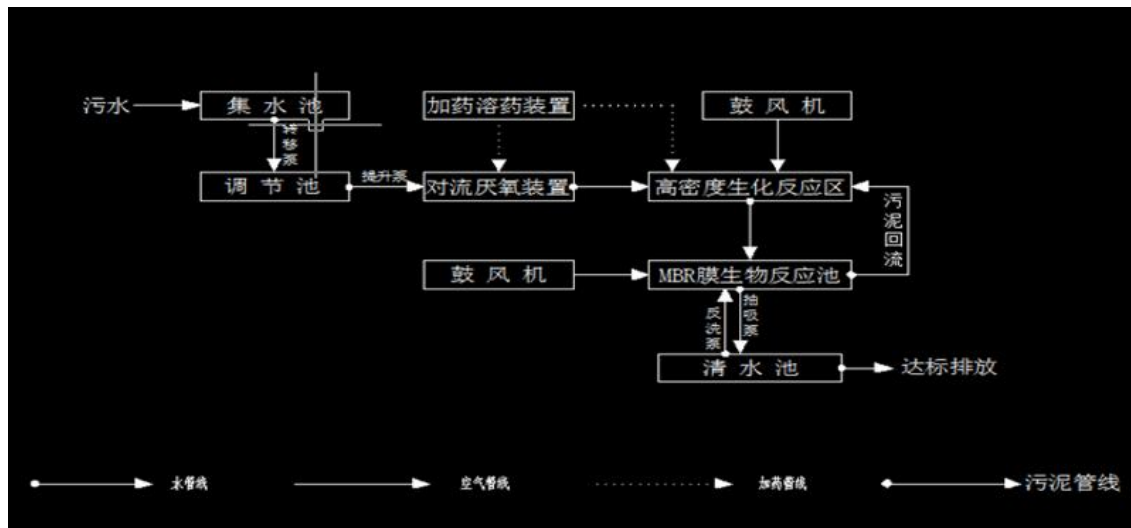 污水
集水池
加药溶药装置
鼓风机
转移泵
调节池
提升泵
对流厌氧装置
高密度生化反应区
污泥回流
鼓风机
MBR膜生物反应池
反洗泵
抽吸泵
清水池
达标排放
水管线
空气管线
加药管线
污泥管线